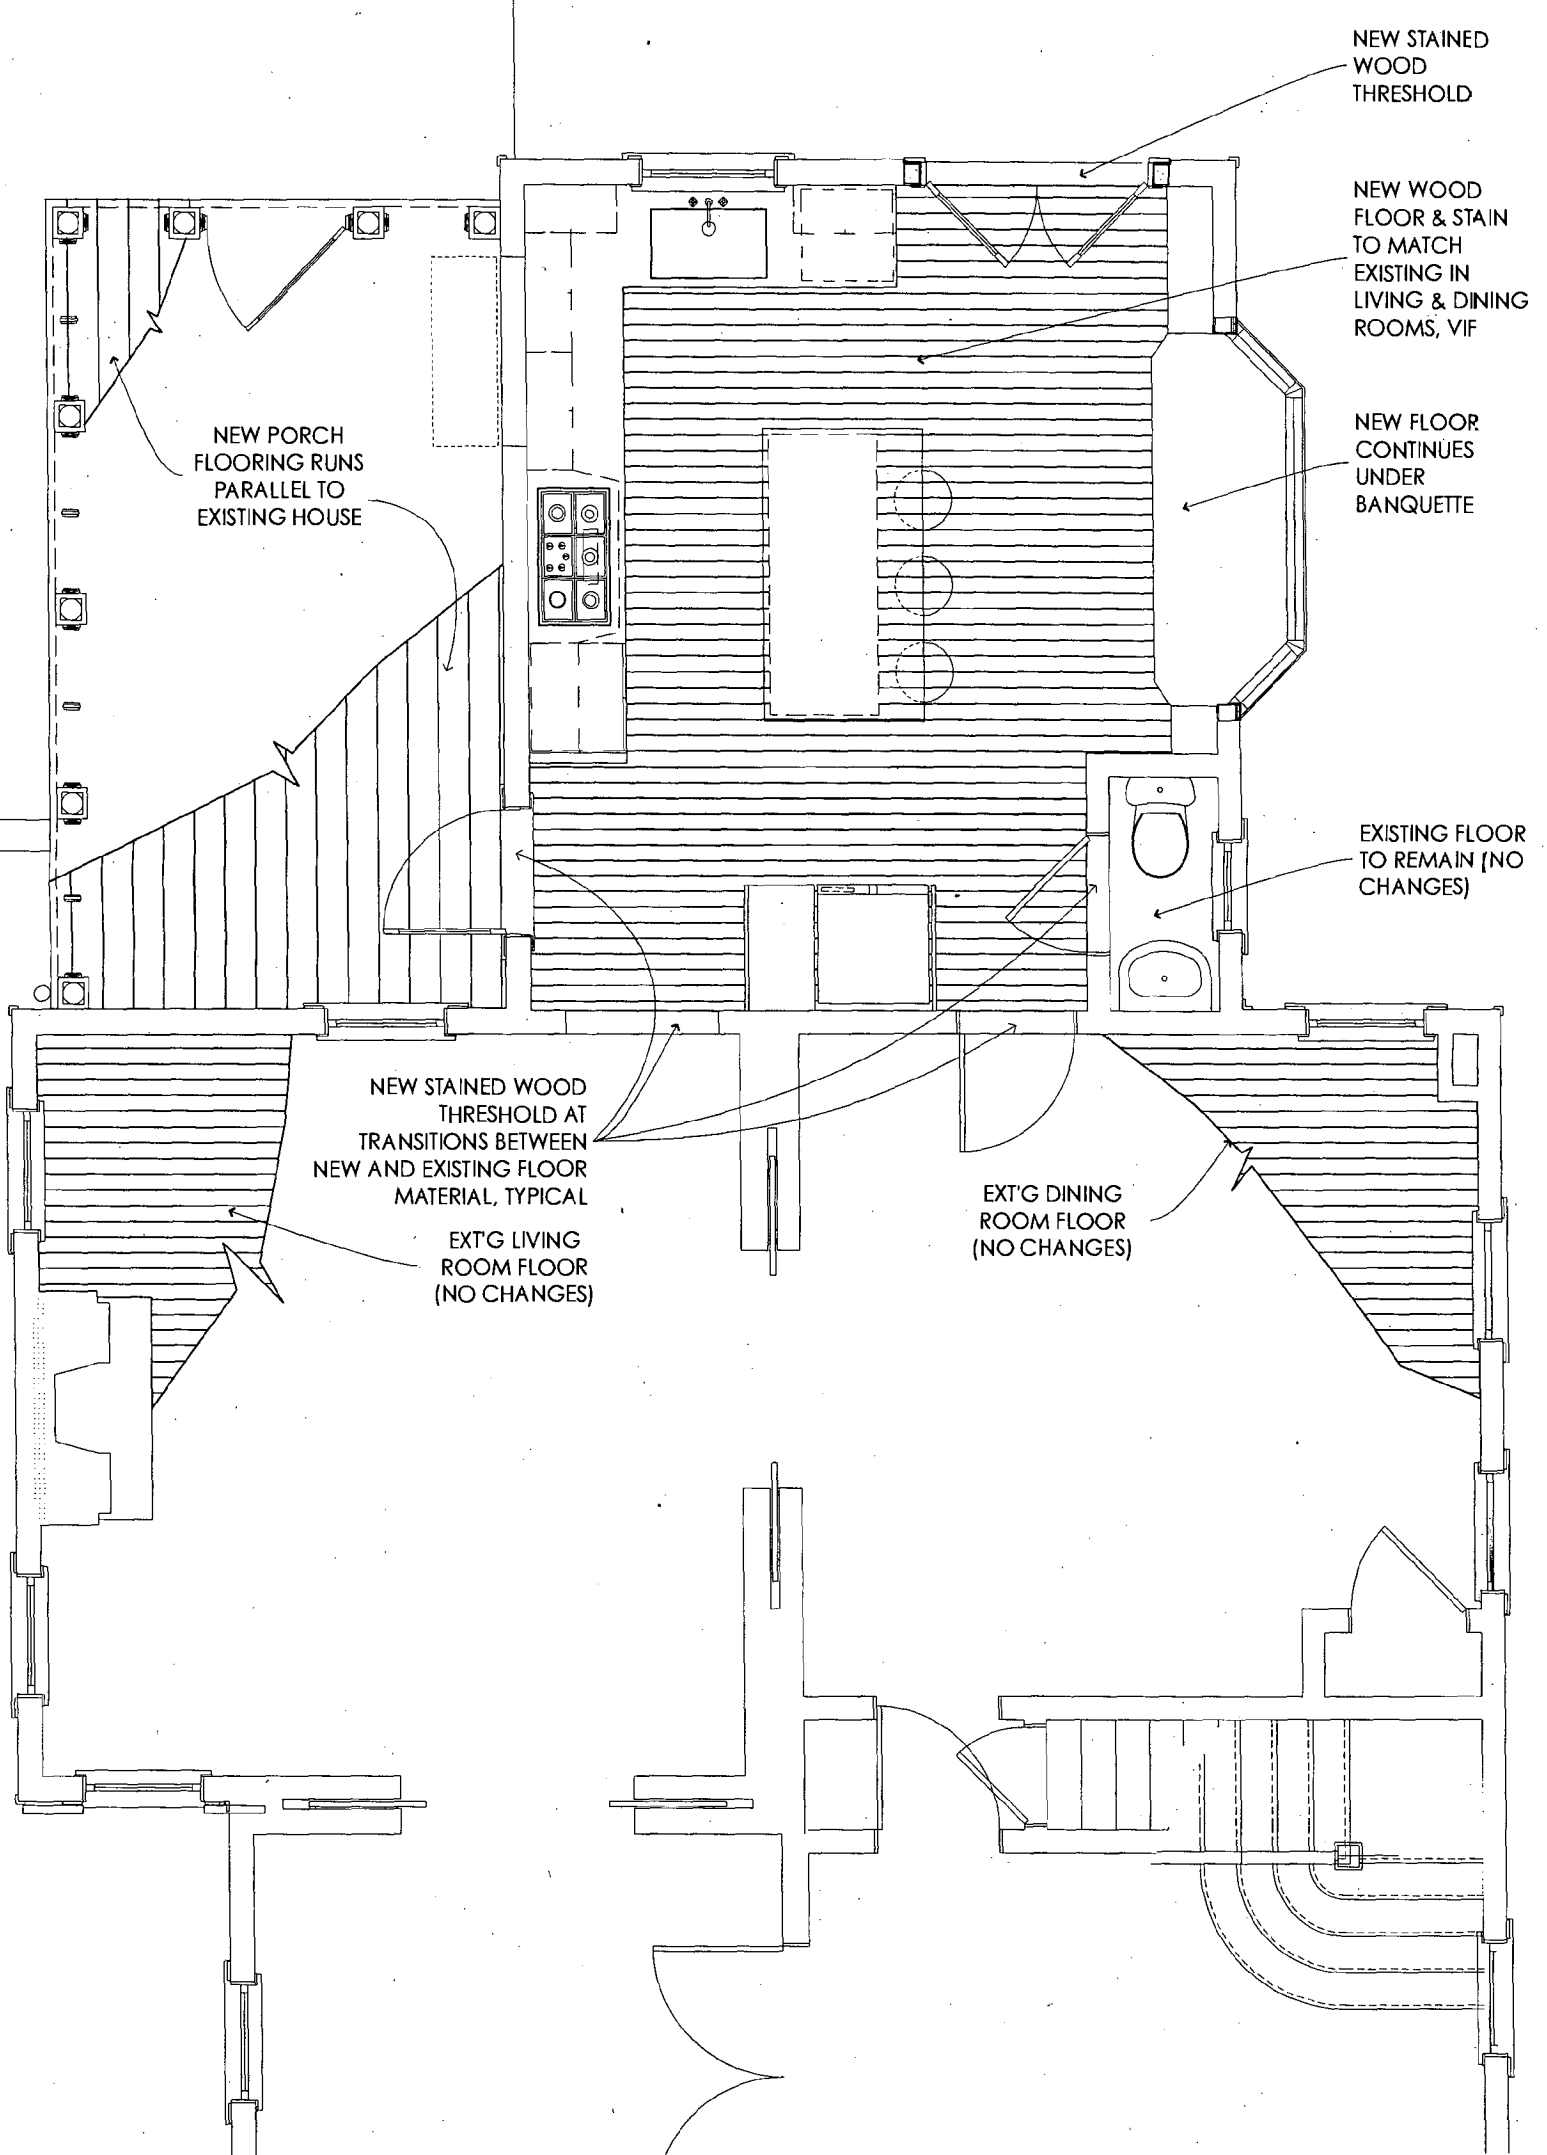 NEW STAINED
WOOD
THRESHOLD
NEW WOOD
FLOOR & STAIN
TO MATCH
EXISTING IN
LIVING & DINING
ROOMS, VIF
NEW FLOOR
CONTINUES
UNDER
BANQUETTE
NEW PORCH
FLOORING RUNS
PARALLEL TO
EXISTING HOUSE
EXISTING FLOOR
TO REMAIN (NO
CHANGES)
NEW STAINED WOOD
THRESHOLD AT
TRANSITIONS BETWEEN
NEW AND EXISTING FLOOR
MATERIAL, TYPICAL
EXT'G LIVING
ROOM FLOOR
(NO CHANGES)
EXT'G DINING
ROOM FLOOR
(NO CHANGES)